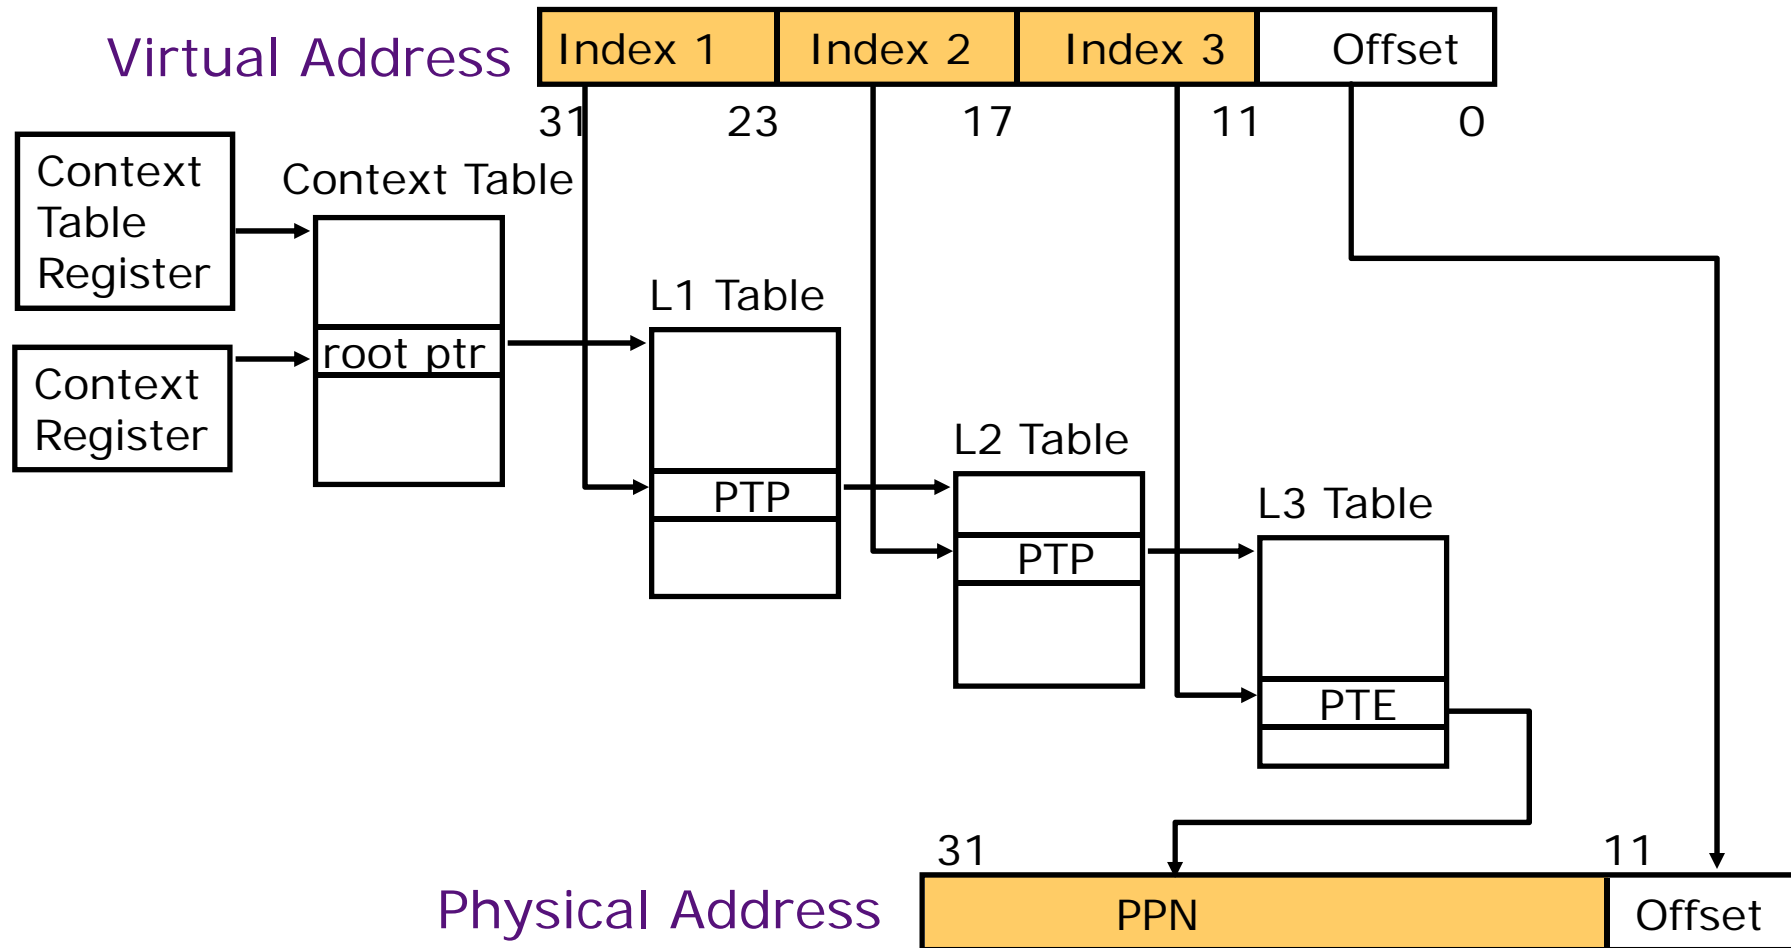 Virtual Address
Index 1
Index 2
Index 3
Offset
31
23
17
11
0
Context
Table
Register
Context Table
root ptr
Context
Register
L1 Table
PTP
L2 Table
PTP
L3 Table
PTE
31
11
Physical Address
PPN
Offset